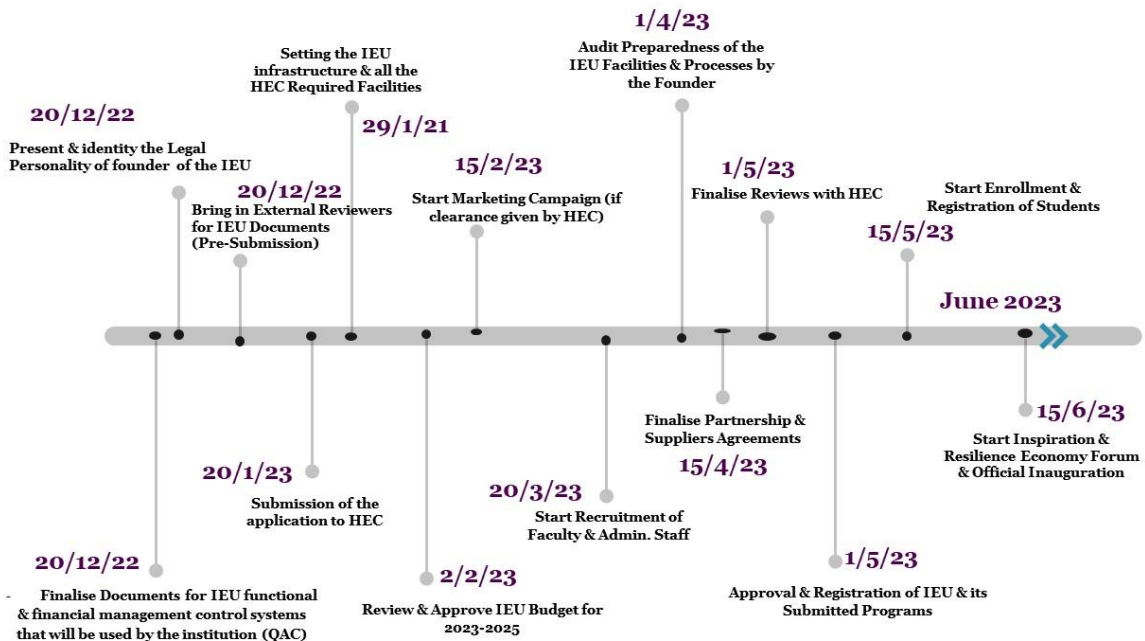 1/4/23
Audit Preparedness of the
IEU Facilities & Processes by
the Founder
Setting the IEU
infrastructure & all the
HEC Required Facilities
29/1/21
20/12/22
Present & identity the Legal
Personality of founder of the IEU
20/12/22
Bring in External Reviewers
for IEU Documents
(Pre-Submission)
15/2/23
Start Marketing Campaign (if
clearance given by HEC)
1/5/23
Finalise Reviews with HEC
Start Enrollment &
Registration of Students
15/5/23
June 2023
20/1/23
Submission of the
application to HEC
Finalise Partnership &
Suppliers Agreements
15/4/23
15/6/23
Start Inspiration &
Resilience Economy Forum
& Official Inauguration
20/3/23
Start Recruitment of
Faculty & Admin. Staff
20/12/22
- Finalise Documents for IEU functional
& financial management control systems
that will be used by the institution (QAC)
2/2/23
Review & Approve IEU Budget for
2023-2025
1/5/23
Approval & Registration of IEU & its
Submitted Programs